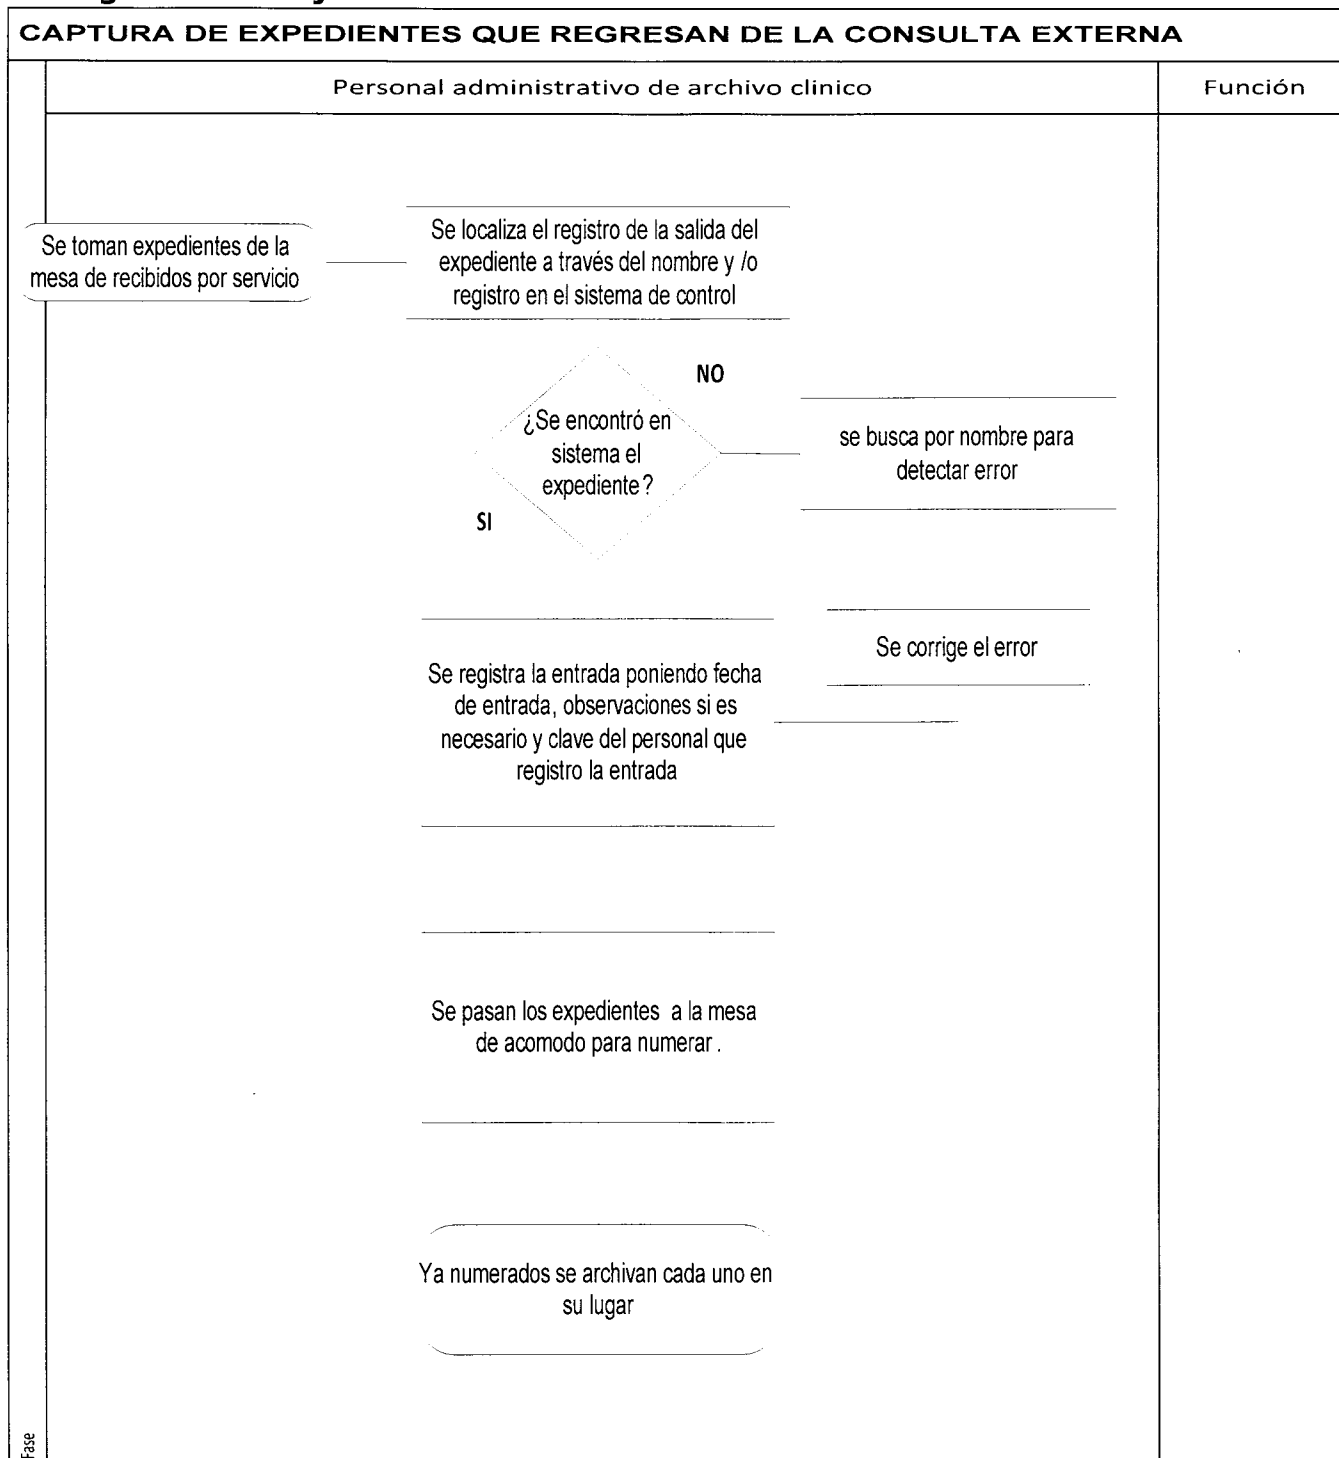 CAPTURA DE EXPEDIENTES QUE REGRESAN DE LA CONSULTA EXTERNA
Personal administrativo de archivo clinico
Función
Se toman expedientes de la
mesa de recibidos por servicio
Se localiza el registro de la salida del
expediente a través del nombre y /o
registro en el sistema de control
NO
¿Se encontró en
sistema el
expediente?
SI
se busca por nombre para
detectar error
Se corrige el error
Se registra la entrada poniendo fecha
de entrada, observaciones si es
necesario y clave del personal que
registro la entrada
Se pasan los expedientes a la mesa
de acomodo para numerar .
Ya numerados se archivan cada uno en
su lugar
Fase